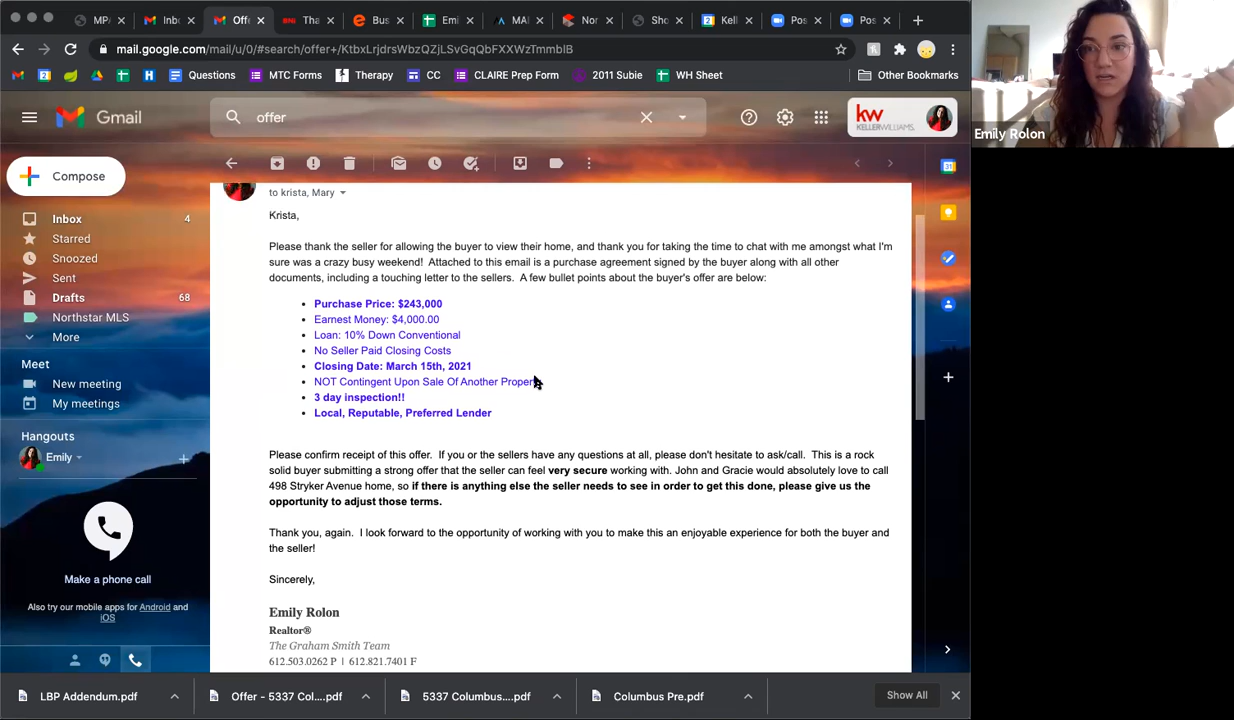 MP
Inbo
Offe
Tha
Bus
Emi
MA
Nor
Sho
Kell
Pos
Pos
mail.google.com/mail/u/0/#search/offer+/KtbxLrjdrsWbzQZjLSvGqQbFXXWzTmmbIB
Questions
MTC Forms
Therapy
CC
CLAIRE Prep Form
2011 Subie
WH Sheet
Other Bookmarks
Gmail
offer
kw
KELLERWILLIAMS.
Emily Rolon
Compose
Inbox 4
Starred
Snoozed
Sent
Drafts 68
Northstar MLS
More
Meet
New meeting
My meetings
Hangouts
Emily
Make a phone call
Also try our mobile apps for Android and
iOS
to krista, Mary
Krista,
Please thank the seller for allowing the buyer to view their home, and thank you for taking the time to chat with me amongst what I'm
sure was a crazy busy weekend! Attached to this email is a purchase agreement signed by the buyer along with all other
documents, including a touching letter to the sellers. A few bullet points about the buyer's offer are below:
• Purchase Price: $243,000
• Earnest Money: $4,000.00
• Loan: 10% Down Conventional
• No Seller Paid Closing Costs
• Closing Date: March 15th, 2021
• NOT Contingent Upon Sale Of Another Proper
• 3 day inspection!!
• Local, Reputable, Preferred Lender
Please confirm receipt of this offer. If you or the sellers have any questions at all, please don't hesitate to ask/call. This is a rock
solid buyer submitting a strong offer that the seller can feel very secure working with. John and Gracie would absolutely love to call
498 Stryker Avenue home, so if there is anything else the seller needs to see in order to get this done, please give us the
opportunity to adjust those terms.
Thank you, again. I look forward to the opportunity of working with you to make this an enjoyable experience for both the buyer and
the seller!
Sincerely,
Emily Rolon
Realtor®
The Graham Smith Team
612.503.0262 P | 612.821.7401 F
LBP Addendum.pdf
Offer - 5337 Col....pdf
5337 Columbus....pdf
Columbus Pre.pdf
Show All